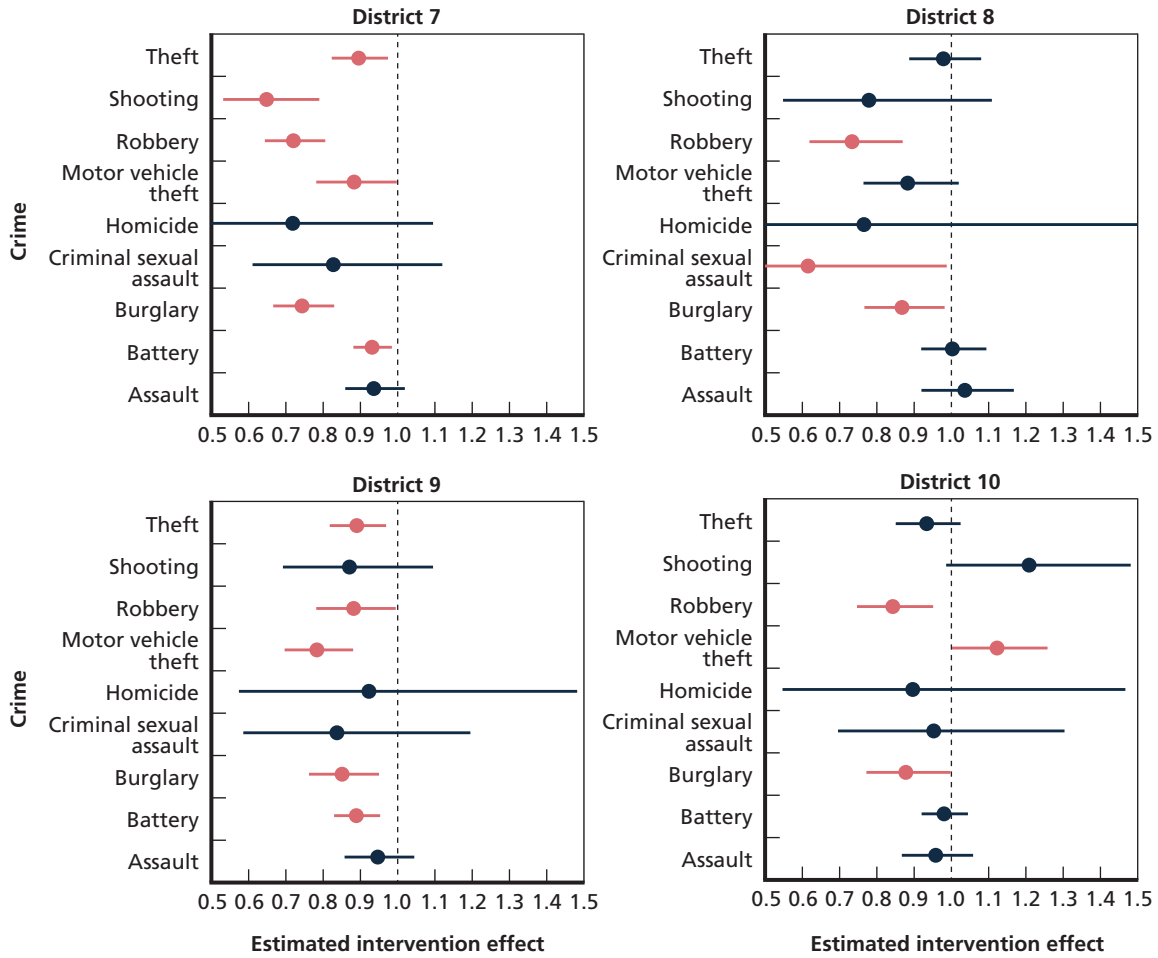 District 7
Crime
Theft
Shooting
Robbery
Motor vehicle
theft
Homicide
Criminal sexual
assault
Burglary
Battery
Assault
0.5 0.6 0.7 0.8 0.9 1.0 1.1 1.2 1.3 1.4 1.5
District 8
Theft
Shooting
Robbery
Motor vehicle
theft
Homicide
Criminal sexual
assault
Burglary
Battery
Assault
0.5 0.6 0.7 0.8 0.9 1.0 1.1 1.2 1.3 1.4 1.5
District 9
Crime
Theft
Shooting
Robbery
Motor vehicle
theft
Homicide
Criminal sexual
assault
Burglary
Battery
Assault
0.5 0.6 0.7 0.8 0.9 1.0 1.1 1.2 1.3 1.4 1.5
Estimated intervention effect
District 10
Theft
Shooting
Robbery
Motor vehicle
theft
Homicide
Criminal sexual
assault
Burglary
Battery
Assault
0.5 0.6 0.7 0.8 0.9 1.0 1.1 1.2 1.3 1.4 1.5
Estimated intervention effect